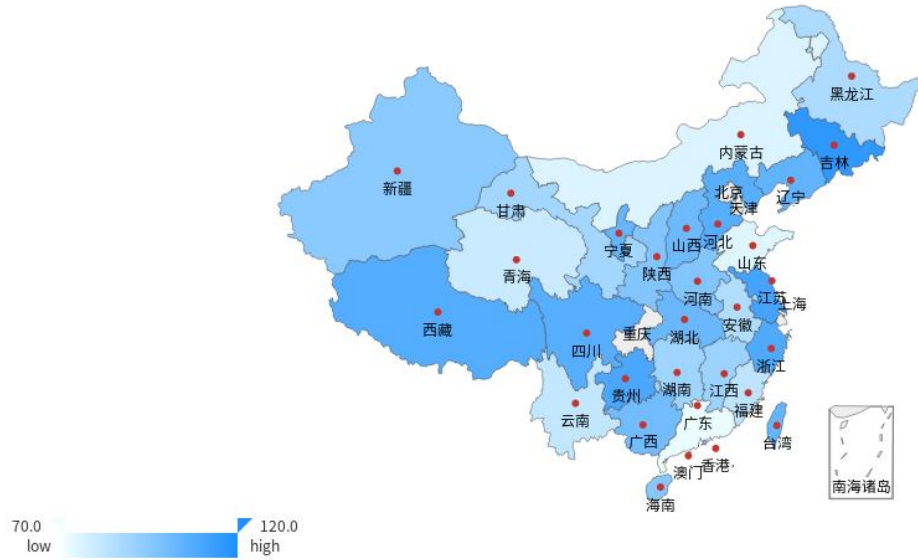 黑龙江
内蒙古
吉林
新疆
北京
辽宁
天津
甘肃
宁夏
山西
河北
山东
青海
陕西
河南
江苏
上海
西藏
安徽
四川
重庆
湖北
浙江
贵州
湖南
江西
福建
云南
广东
广西
台湾
香港
澳门
海南
南海诸岛
70.0
120.0
low
high